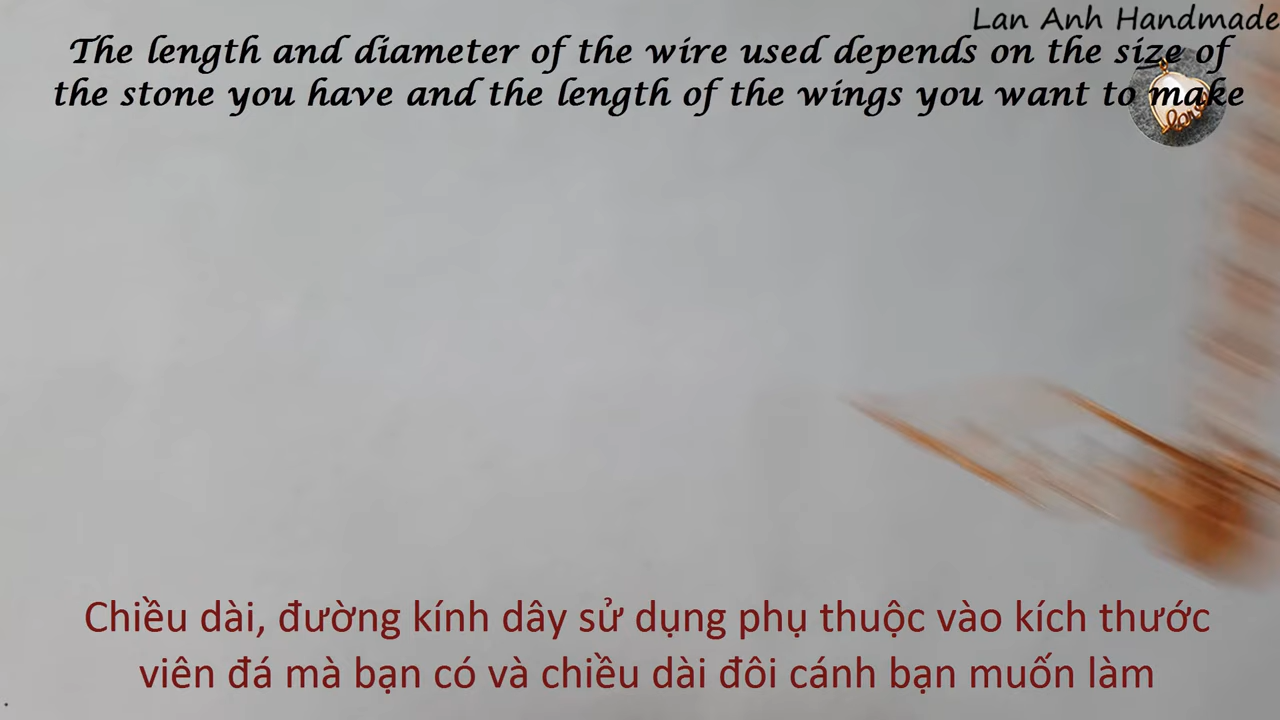 Lan Anh Handmade
The length and diameter of the wire used depends on the size of
the stone you have and the length of the wings you want to make
love
Chiều dài, đường kính dây sử dụng phụ thuộc vào kích thước
viên đá mà bạn có và chiều dài đôi cánh bạn muốn làm